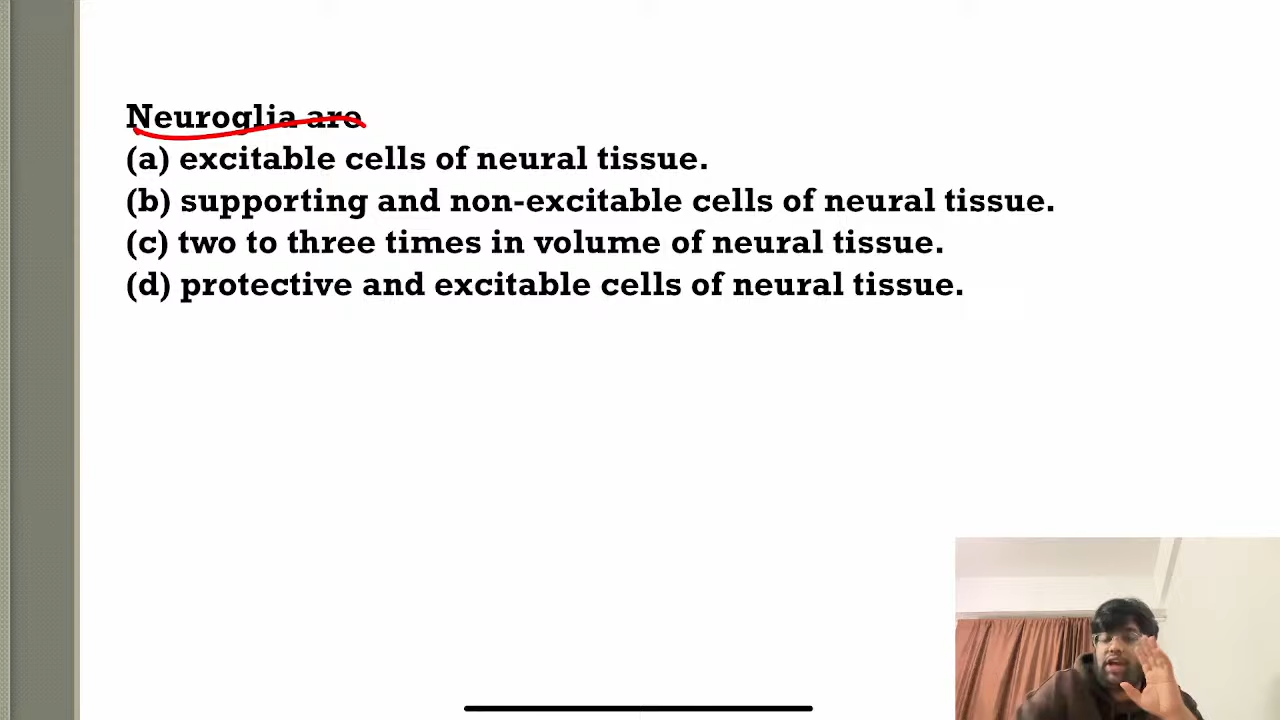 Neuroglia are
(a) excitable cells of neural tissue.
(b) supporting and non-excitable cells of neural tissue.
(c) two to three times in volume of neural tissue.
(d) protective and excitable cells of neural tissue.